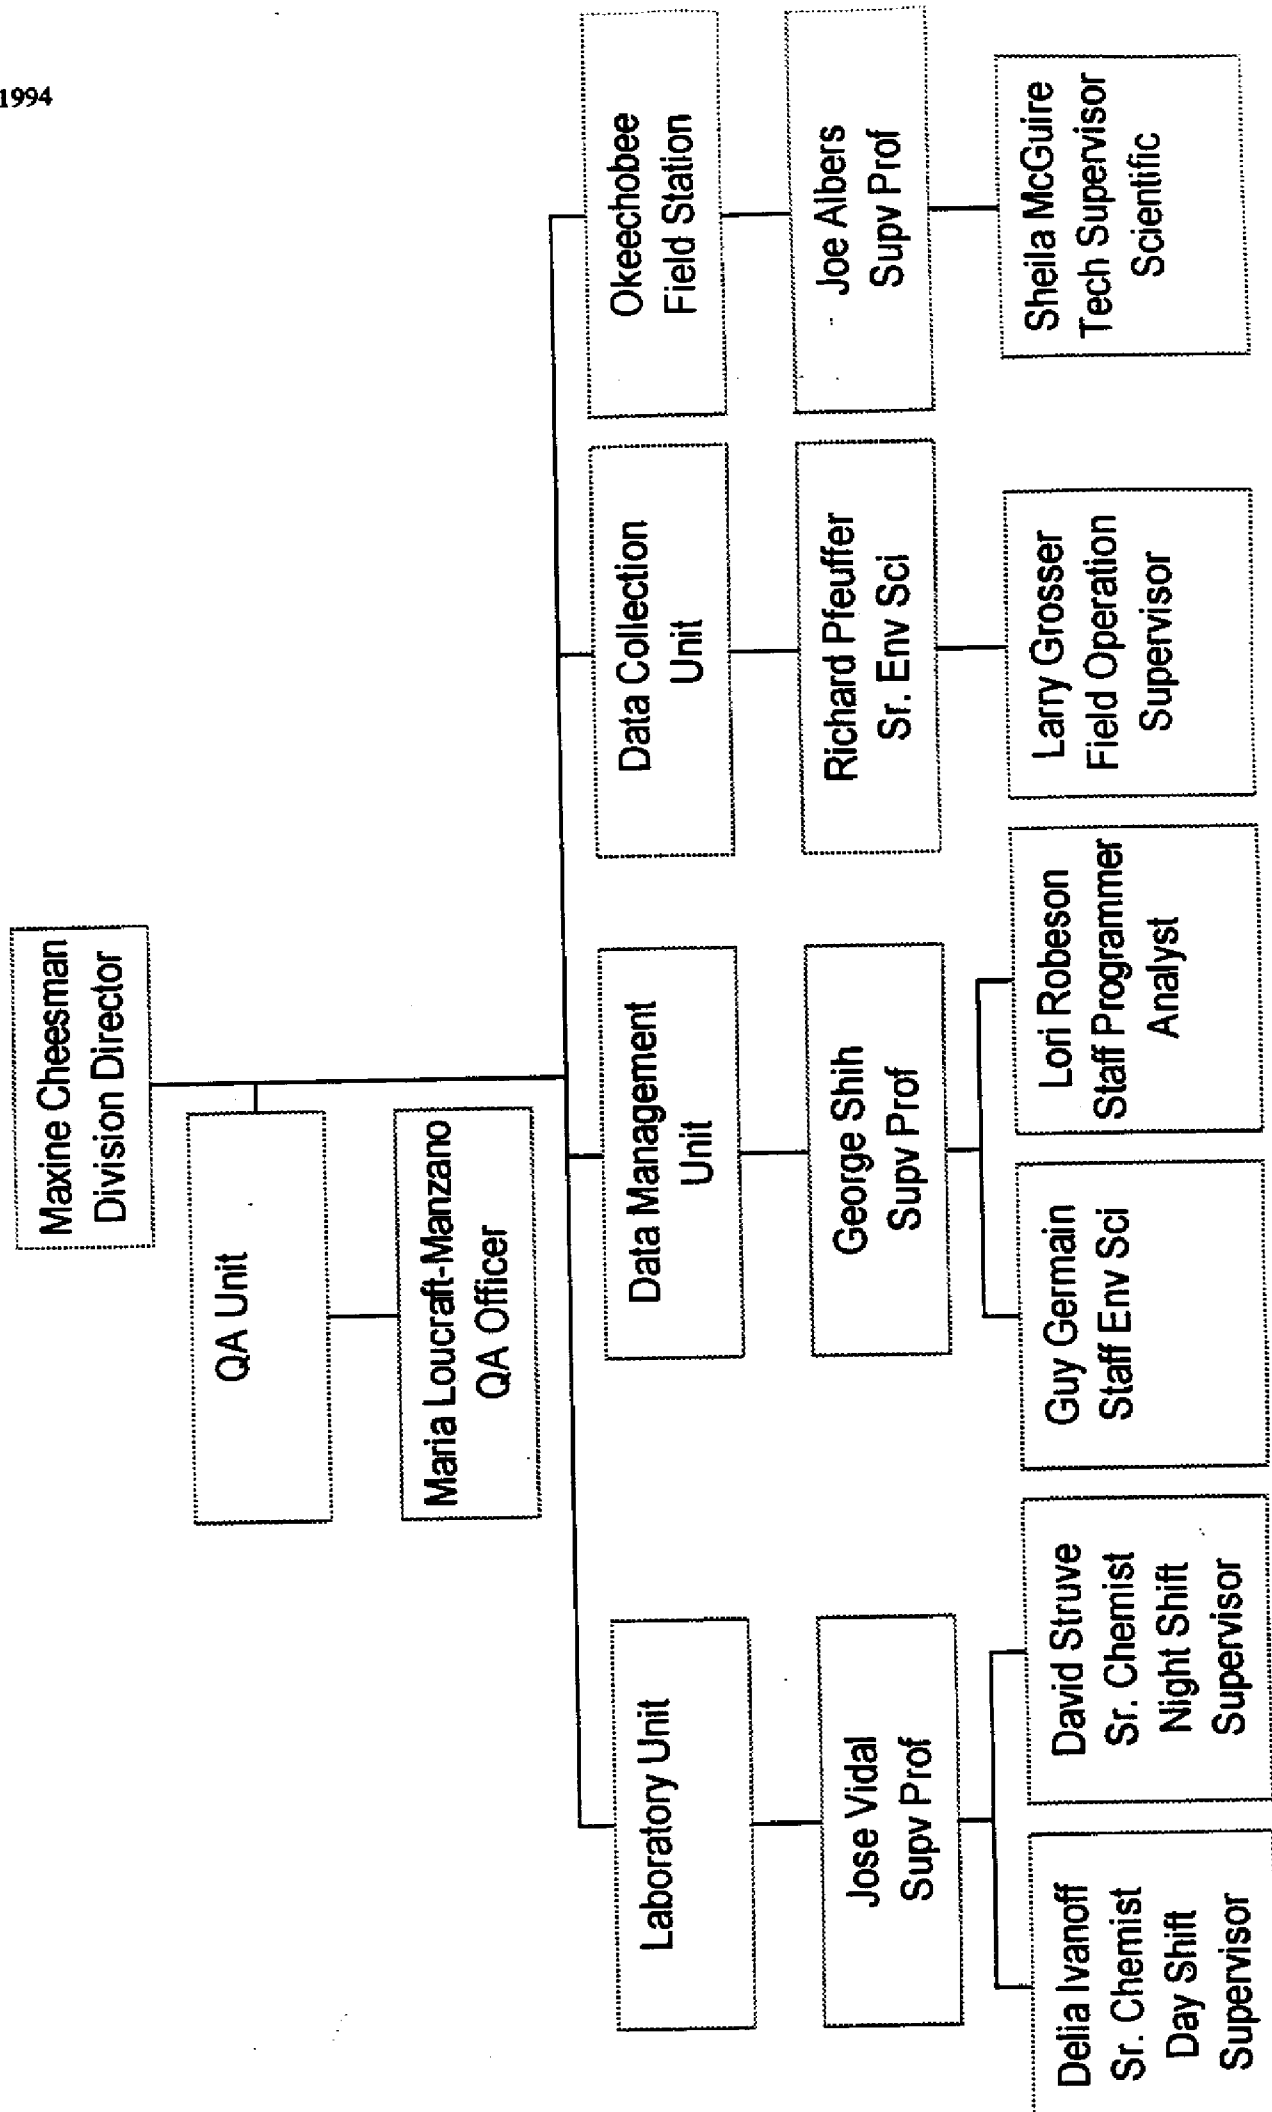 1994
Maxine Cheesman
Division Director
QA Unit
Maria Loucraft-Manzano
QA Officer
Laboratory Unit
Data Management
Unit
Data Collection
Unit
Okeechobee
Field Station
Jose Vidal
Supv Prof
George Shih
Supv Prof
Richard Pfeuffer
Sr. Env Sci
Joe Albers
Supv Prof
Delia Ivanoff
Sr. Chemist
Day Shift
Supervisor
David Struve
Sr. Chemist
Night Shift
Supervisor
Guy Germain
Staff Env Sci
Lori Robeson
Staff Programmer
Analyst
Larry Grosser
Field Operation
Supervisor
Sheila McGuire
Tech Supervisor
Scientific